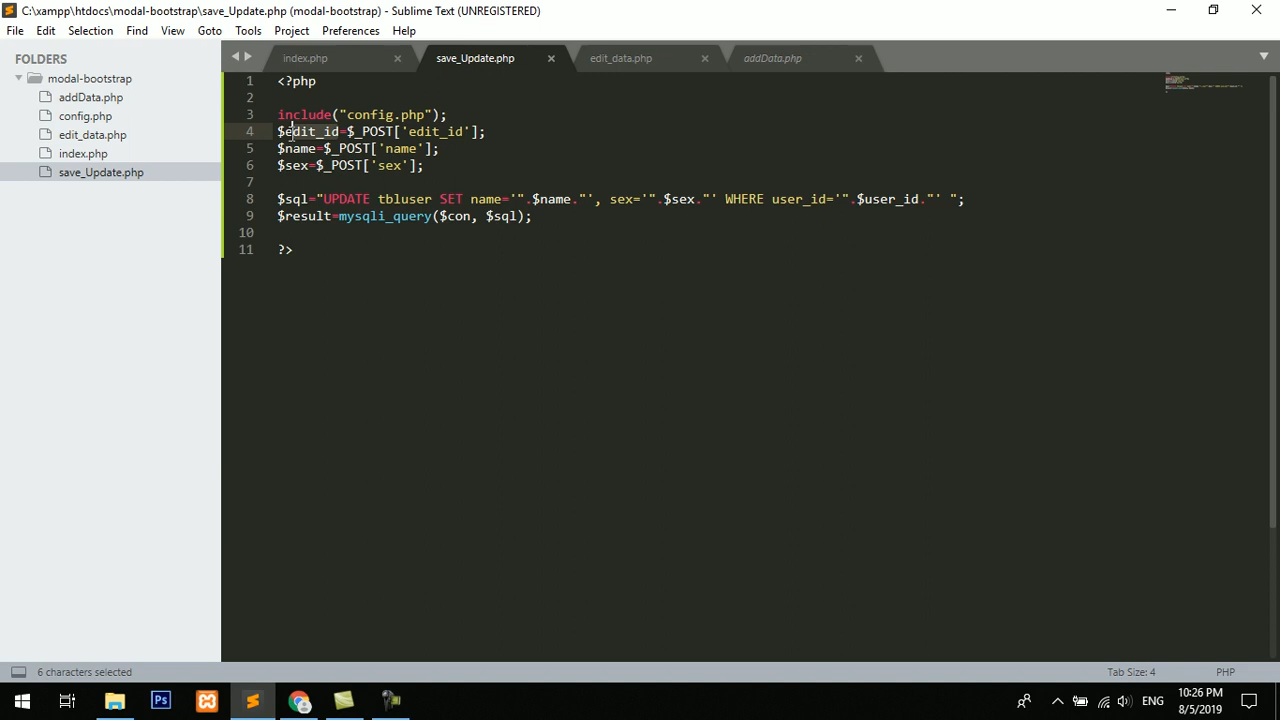 C:\xampp\htdocs\modal-bootstrap\save_Update.php (modal-bootstrap) - Sublime Text (UNREGISTERED)
File Edit Selection Find View Goto Tools Project Preferences Help
FOLDERS
modal-bootstrap
addData.php
config.php
edit_data.php
index.php
save_Update.php
index.php save_Update.php edit_data.php addData.php
1 <?php
2
3 include("config.php");
4 $edit_id=$_POST['edit_id'];
5 $name=$_POST['name'];
6 $sex=$_POST['sex'];
7
8 $sql="UPDATE tbluser SET name='".$name."', sex='".$sex."' WHERE user_id='".$user_id."' ";
9 $result=mysqli_query($con, $sql);
10
11 ?>
6 characters selected Tab Size: 4 PHP
Ps ENG 10:26 PM
8/5/2019